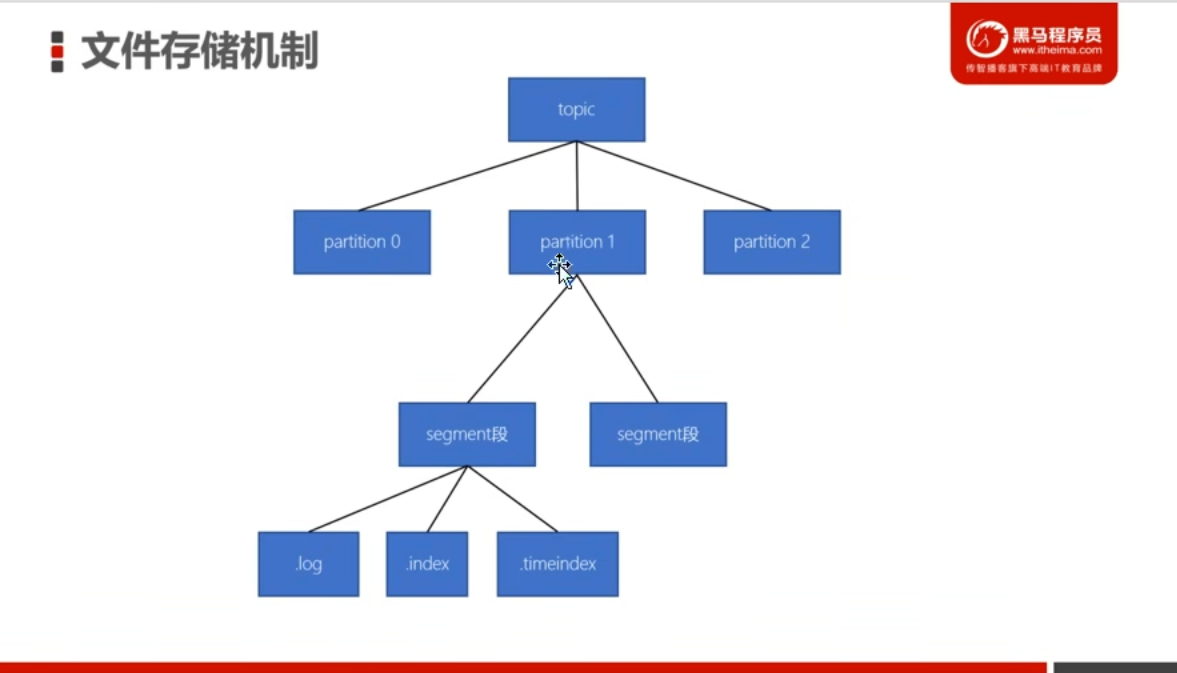 文件存储机制
黑马程序员
www.itheima.com
传智播客旗下高端IT教育品牌
topic
partition 0
partition 1
partition 2
segment段
segment段
.log
.index
.timeindex